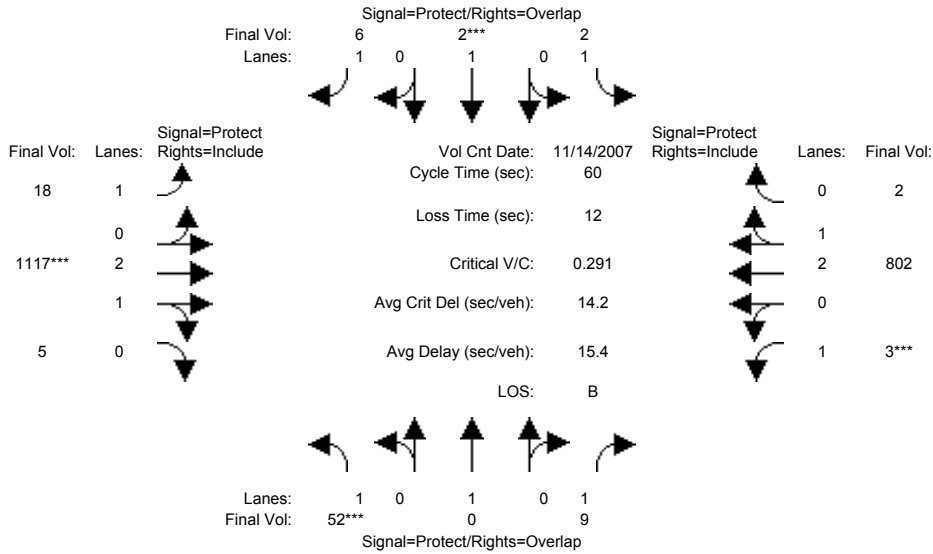 Signal=Protect/Rights=Overlap
Final Vol: 6 2*** 2
Lanes: 1 0 1 0 1
Signal=Protect Signal=Protect
Final Vol: Lanes: Rights=Include Vol Cnt Date: 11/14/2007 Rights=Include Lanes: Final Vol:
Cycle Time (sec): 60
18 1 0 2
Loss Time (sec): 12
0 1
1117*** 2 Critical V/C: 0.291 2 802
1 Avg Crit Del (sec/veh): 14.2 0
5 0 Avg Delay (sec/veh): 15.4 1 3***
LOS: B
Lanes: 1 0 1 0 1
Final Vol: 52*** 0 9
Signal=Protect/Rights=Overlap